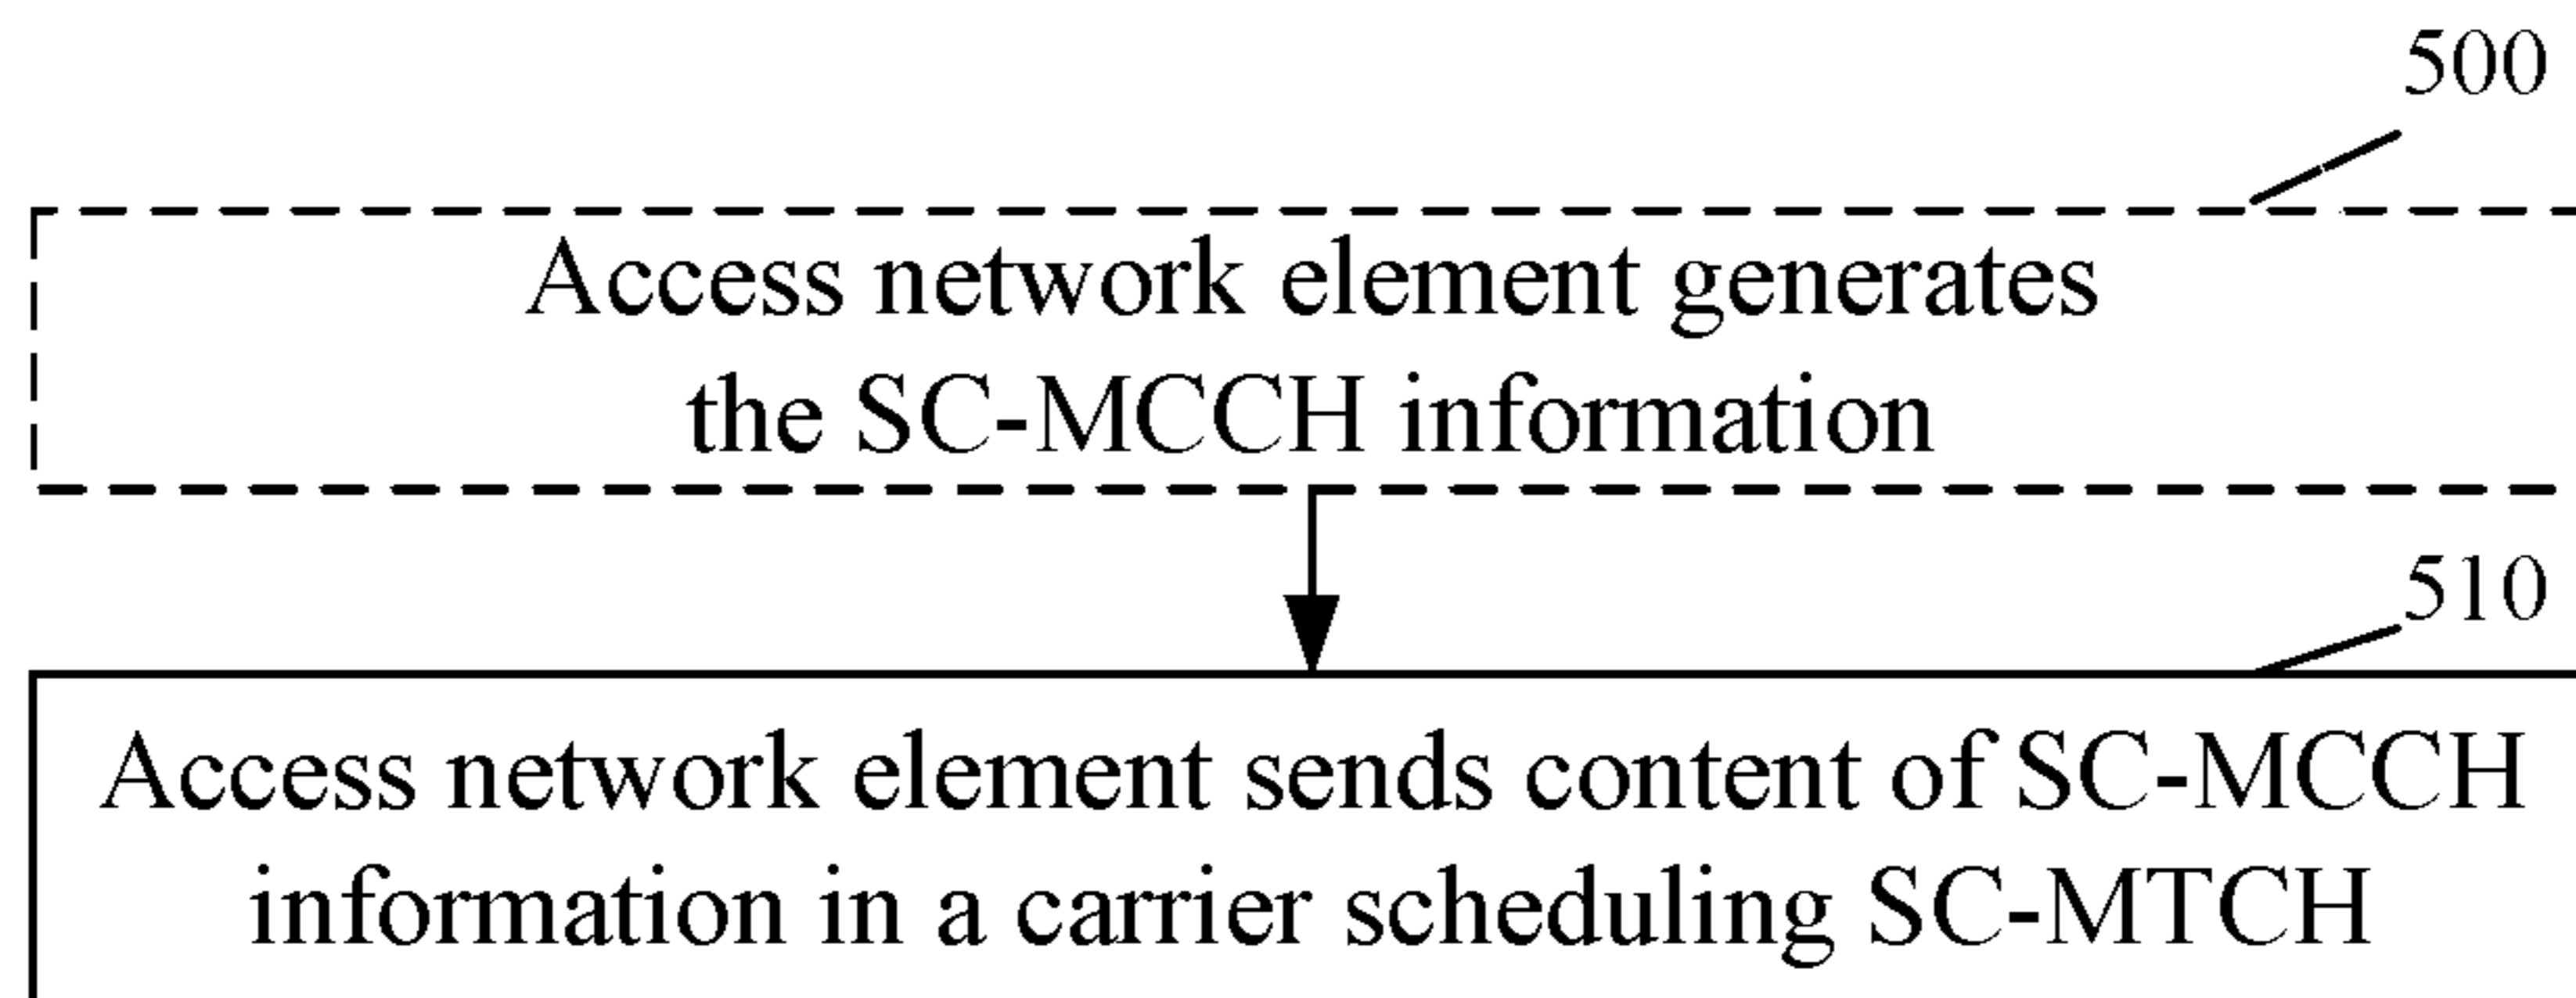 500
Access network element generates
the SC-MCCH information
510
Access network element sends content of SC-MCCH
information in a carrier scheduling SC-MTCH